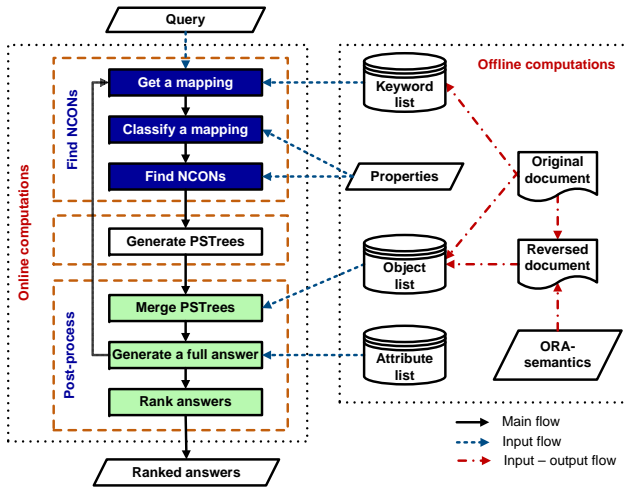 Query
Offline computations
Get a mapping
Keyword
list
Classify a mapping
Find NCONs
Find NCONs
Properties
Original
document
Online computations
Generate PSTrees
Object
list
Reversed
document
Merge PSTrees
Post-process
Generate a full answer
Attribute
list
ORA-
semantics
Rank answers
Main flow
Input flow
Input – output flow
Ranked answers